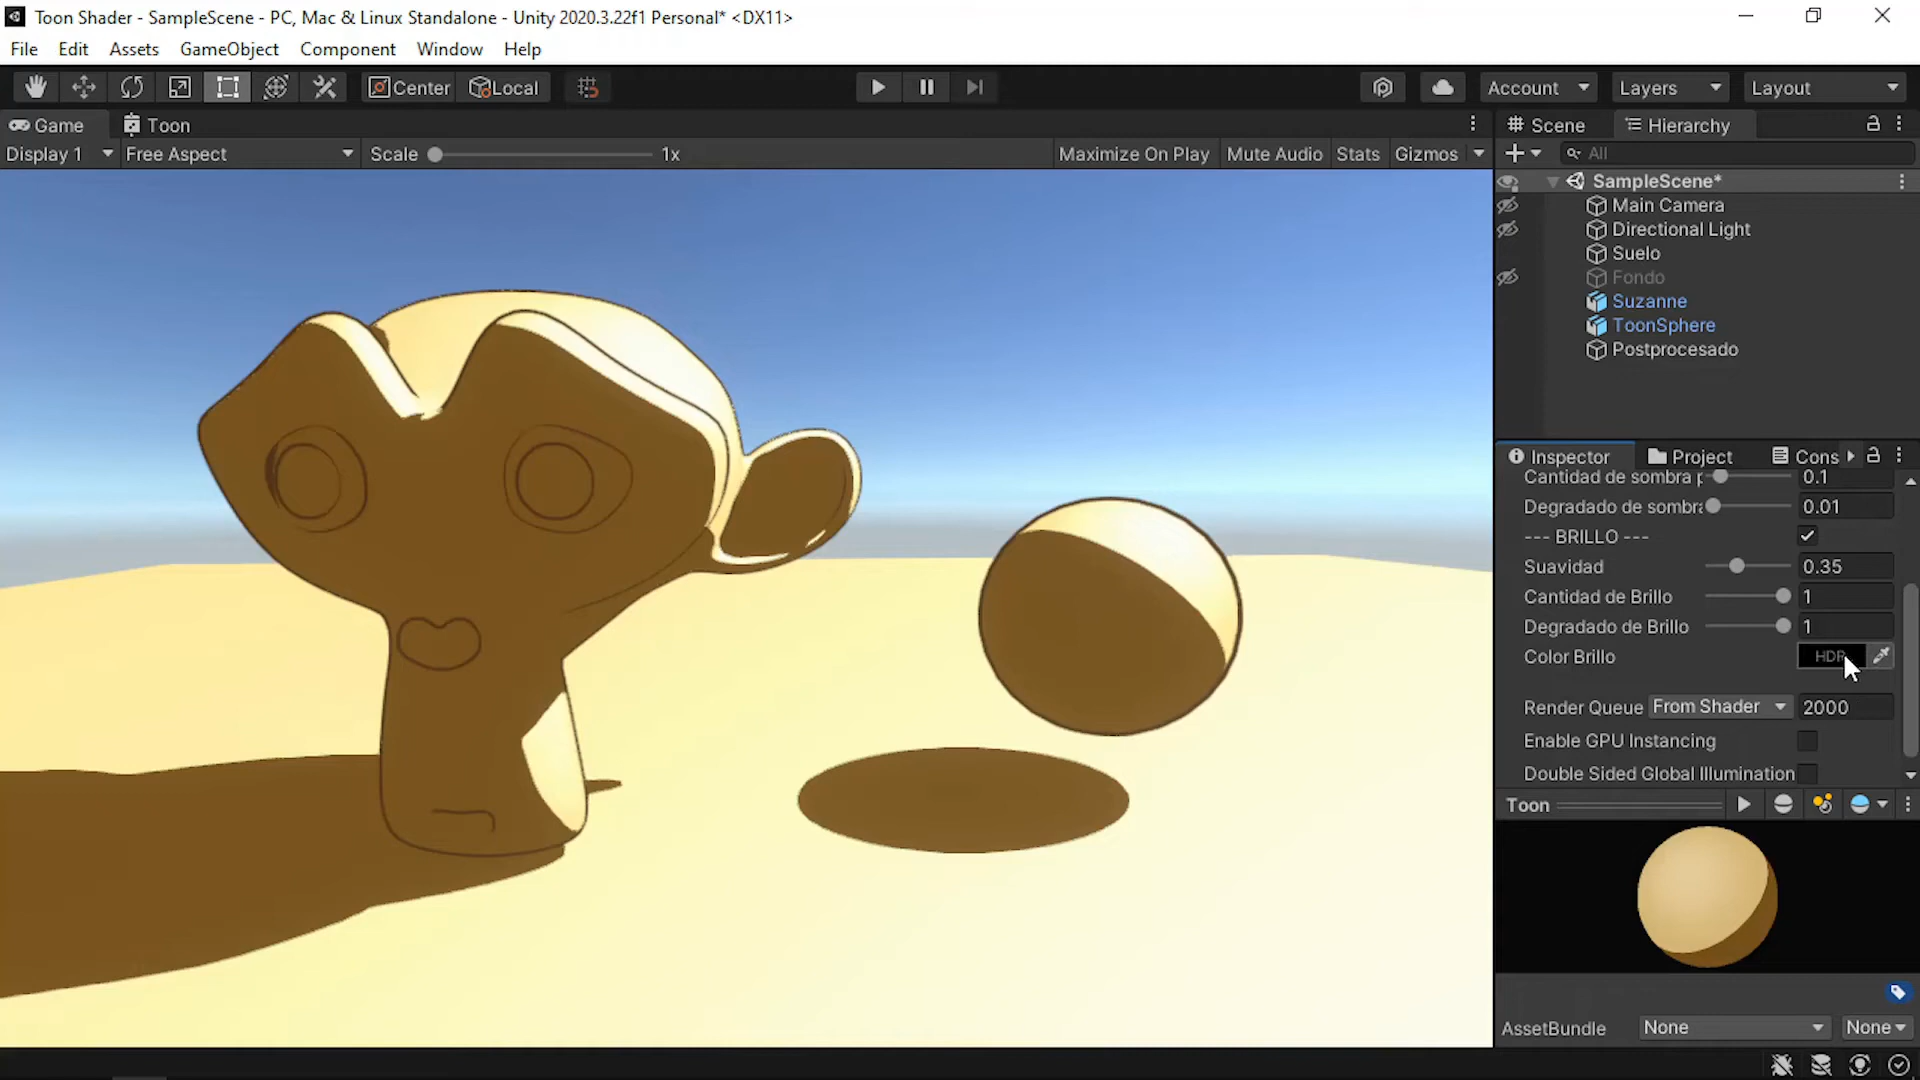 Toon Shader - SampleScene - PC, Mac & Linux Standalone - Unity 2020.3.22f1 Personal* <DX11>
File Edit Assets GameObject Component Window Help
Center Local Account Layers Layout
Game Toon
Display 1 Free Aspect Scale 1x Maximize On Play Mute Audio Stats Gizmos
Scene Hierarchy
All
SampleScene*
Main Camera
Directional Light
Suelo
Fondo
Suzanne
ToonSphere
Postprocesado
Inspector Project Cons
Cantidad de sombra p 0.1
Degradado de sombra 0.01
--- BRILLO ---
Suavidad 0.35
Cantidad de Brillo 1
Degradado de Brillo 1
Color Brillo HDR
Render Queue From Shader 2000
Enable GPU Instancing
Double Sided Global Illumination
Toon
AssetBundle None None